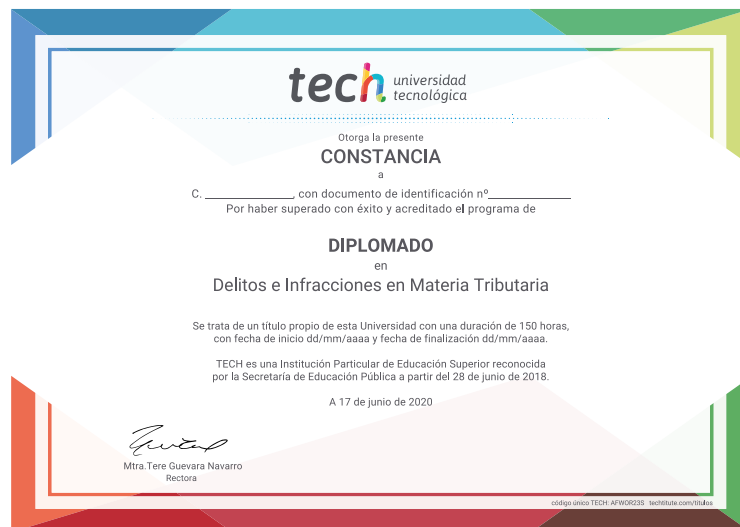 tech universidad
tecnológica
Otorga la presente
CONSTANCIA
a
C. ______________, con documento de identificación nº______________
Por haber superado con éxito y acreditado el programa de
DIPLOMADO
en
Delitos e Infracciones en Materia Tributaria
Se trata de un título propio de esta Universidad con una duración de 150 horas,
con fecha de inicio dd/mm/aaaa y fecha de finalización dd/mm/aaaa.
TECH es una Institución Particular de Educación Superior reconocida
por la Secretaría de Educación Pública a partir del 28 de junio de 2018.
A 17 de junio de 2020
Mtra.Tere Guevara Navarro
Rectora
código único TECH: AFWOR23S techtitute.com/titulos